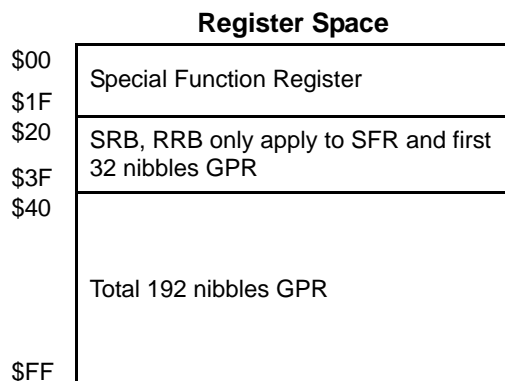 Register Space
$00
Special Function Register
$1F
$20
SRB, RRB only apply to SFR and first
32 nibbles GPR
$3F
$40
Total 192 nibbles GPR
$FF